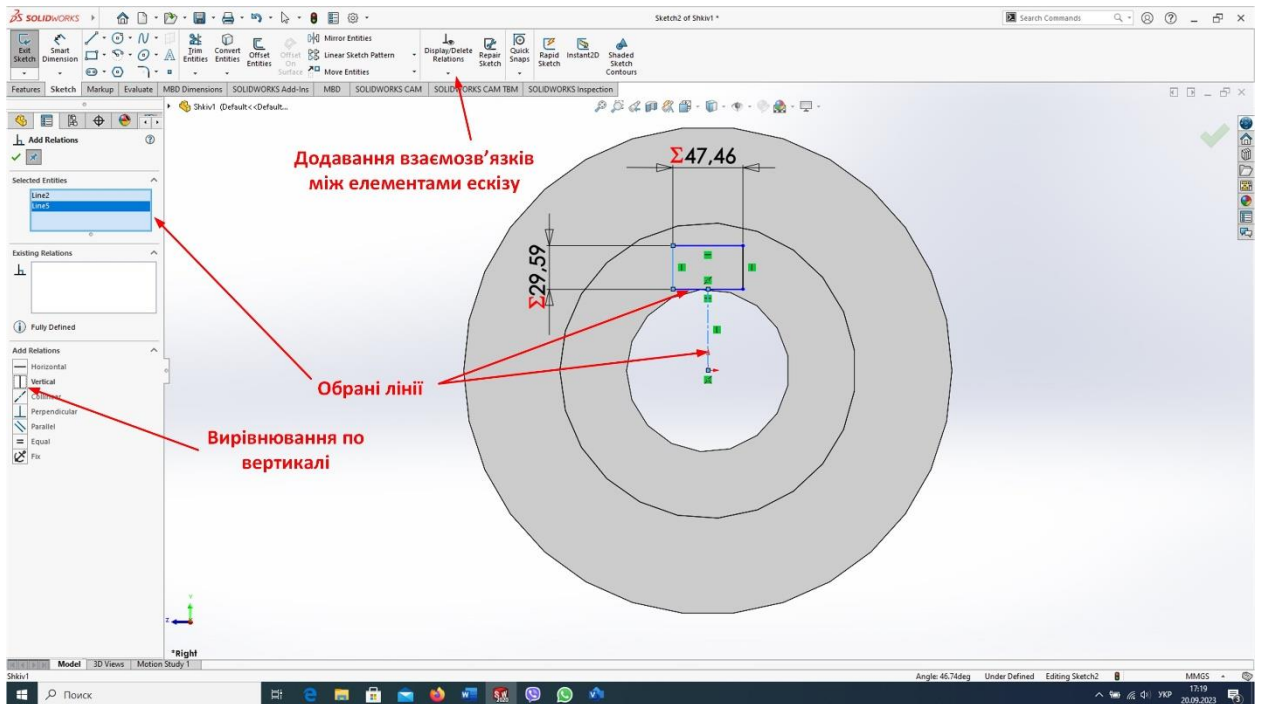 SOLIDWORKS
Sketch2 of Shkiv1 *
Search Commands
Exit Sketch
Smart Dimension
Trim Entities
Convert Entities
Offset Entities
Offset On Surface
Mirror Entities
Linear Sketch Pattern
Move Entities
Display/Delete Relations
Repair Sketch
Quick Snaps
Rapid Sketch
Instant2D
Shaded Sketch Contours
Features Sketch Markup Evaluate MBD Dimensions SOLIDWORKS Add-Ins MBD SOLIDWORKS CAM SOLIDWORKS CAM TBM SOLIDWORKS Inspection
Shkiv1 (Default<<Default...
Add Relations
Selected Entities
Line2
Line5
Existing Relations
Fully Defined
Add Relations
Horizontal
Vertical
Collinear
Perpendicular
Parallel
Equal
Fix
Додавання взаємозв’язків
між елементами ескізу
Σ47,46
Σ29,59
Обрані лінії
Вирівнювання по
вертикалі
*Right
Model 3D Views Motion Study 1
Shkiv1
Angle: 46.74deg Under Defined Editing Sketch2 MMGS
Поиск
УКР
17:19
20.09.2023